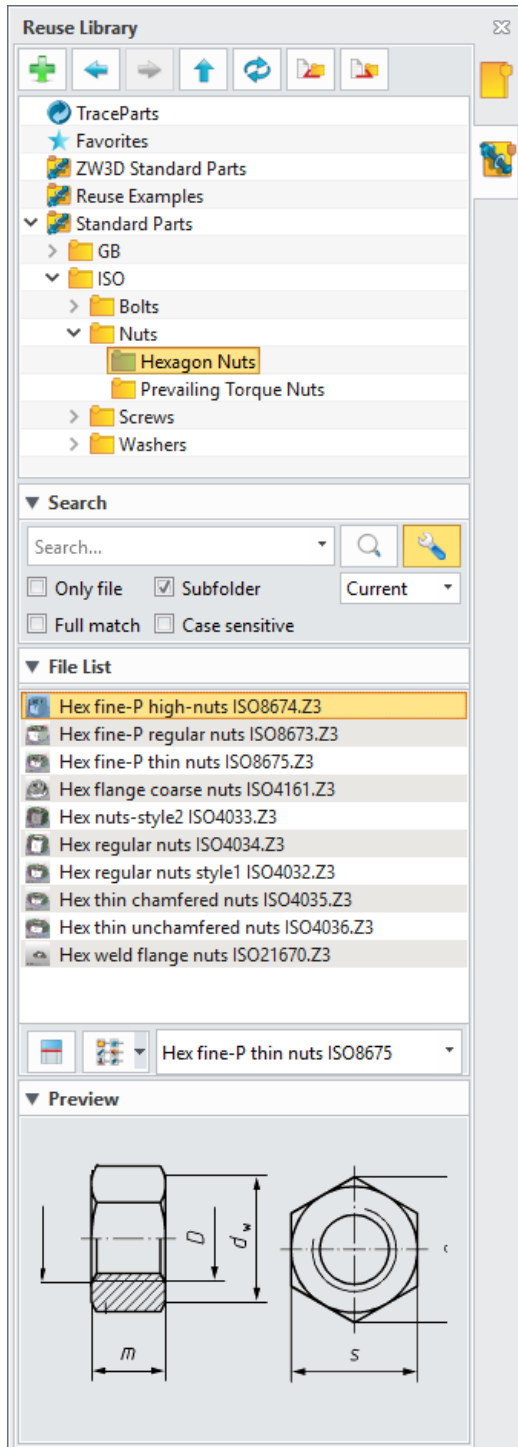 Reuse Library
TraceParts
Favorites
ZW3D Standard Parts
Reuse Examples
Standard Parts
GB
ISO
Bolts
Nuts
Hexagon Nuts
Prevailing Torque Nuts
Screws
Washers
Search
Search...
Only file Subfolder Current
Full match Case sensitive
File List
Hex fine-P high-nuts ISO8674.Z3
Hex fine-P regular nuts ISO8673.Z3
Hex fine-P thin nuts ISO8675.Z3
Hex flange coarse nuts ISO4161.Z3
Hex nuts-style2 ISO4033.Z3
Hex regular nuts ISO4034.Z3
Hex regular nuts style1 ISO4032.Z3
Hex thin chamfered nuts ISO4035.Z3
Hex thin unchamfered nuts ISO4036.Z3
Hex weld flange nuts ISO21670.Z3
Hex fine-P thin nuts ISO8675
Preview
D
dw
m
s